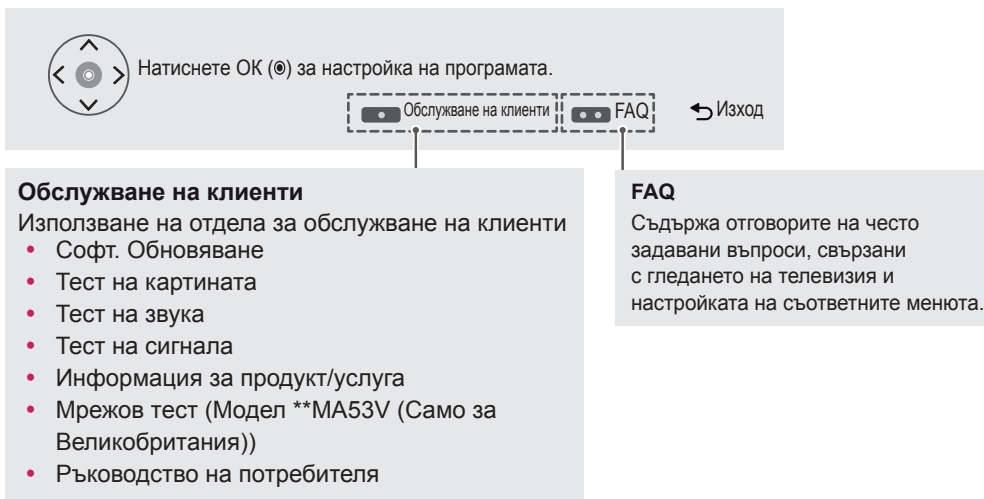 Натиснете ОК (◉) за настройка на програмата.
Обслужване на клиенти FAQ Изход
Обслужване на клиенти
Използване на отдела за обслужване на клиенти
• Софт. Обновяване
• Тест на картината
• Тест на звука
• Тест на сигнала
• Информация за продукт/услуга
• Мрежов тест (Модел **MA53V (Само за
Великобритания))
• Ръководство на потребителя
FAQ
Съдържа отговорите на често
задавани въпроси, свързани
с гледането на телевизия и
настройката на съответните менюта.